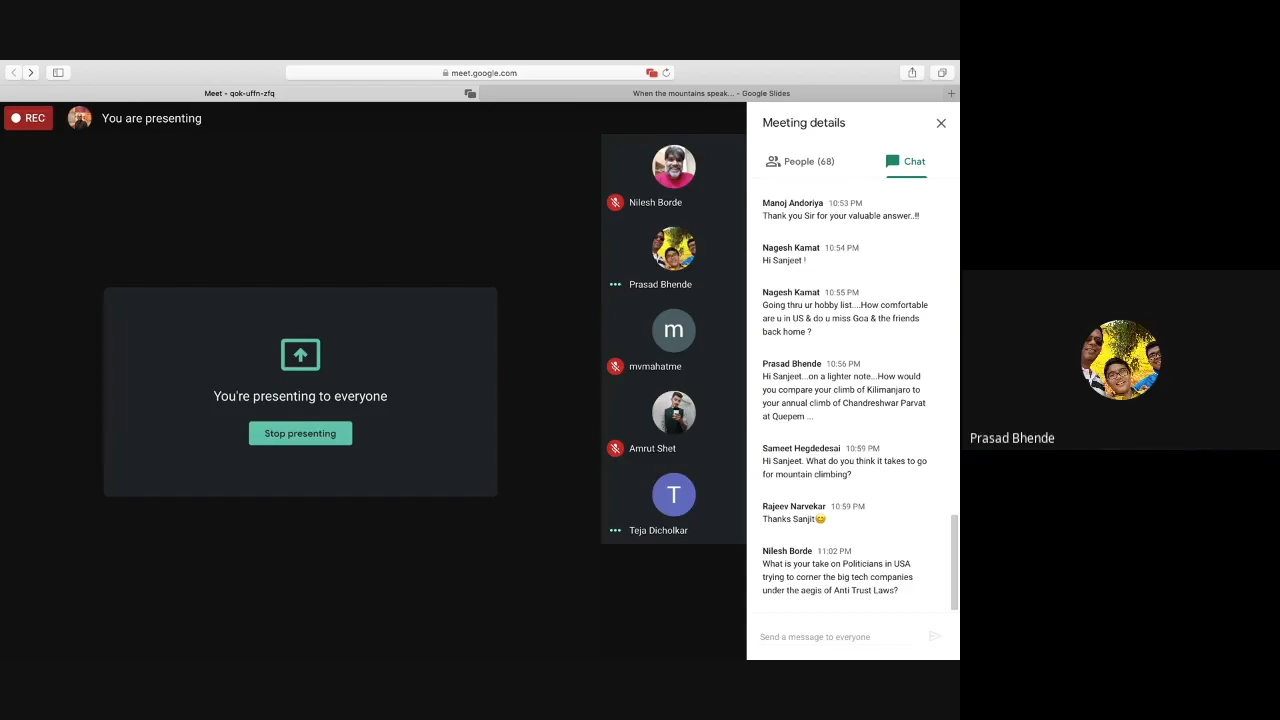 meet.google.com
Meet - qok-uffn-zfq
When the mountains speak... - Google Slides
REC
You are presenting
You're presenting to everyone
Stop presenting
Nilesh Borde
Prasad Bhende
m
mvmahatme
Amrut Shet
T
Teja Dicholkar
Meeting details
People (68)
Chat
Manoj Andoriya 10:53 PM
Thank you Sir for your valuable answer..!!
Nagesh Kamat 10:54 PM
Hi Sanjeet !
Nagesh Kamat 10:55 PM
Going thru ur hobby list....How comfortable
are u in US & do u miss Goa & the friends
back home ?
Prasad Bhende 10:56 PM
Hi Sanjeet...on a lighter note...How would
you compare your climb of Kilimanjaro to
your annual climb of Chandreshwar Parvat
at Quepem ...
Sameet Hegdedesai 10:59 PM
Hi Sanjeet. What do you think it takes to go
for mountain climbing?
Rajeev Narvekar 10:59 PM
Thanks Sanjit😊
Nilesh Borde 11:02 PM
What is your take on Politicians in USA
trying to corner the big tech companies
under the aegis of Anti Trust Laws?
Send a message to everyone
Prasad Bhende